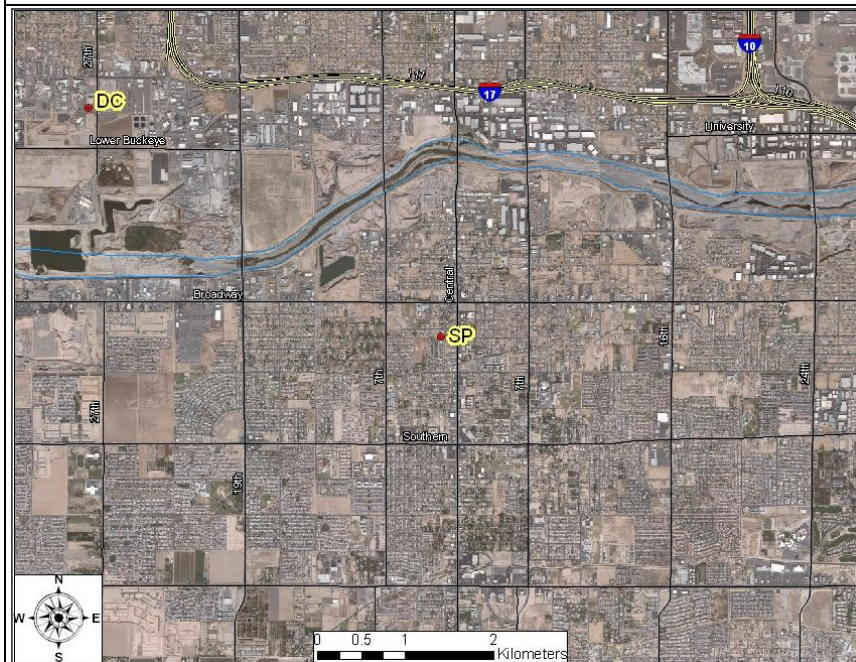 27th
10
I 17
17
I 10
DC
University
Lower Buckeye
Central
Broadway
SP
16th
7th
7th
24th
27th
Southern
19th
N
W E
S
0 0.5 1 2
Kilometers